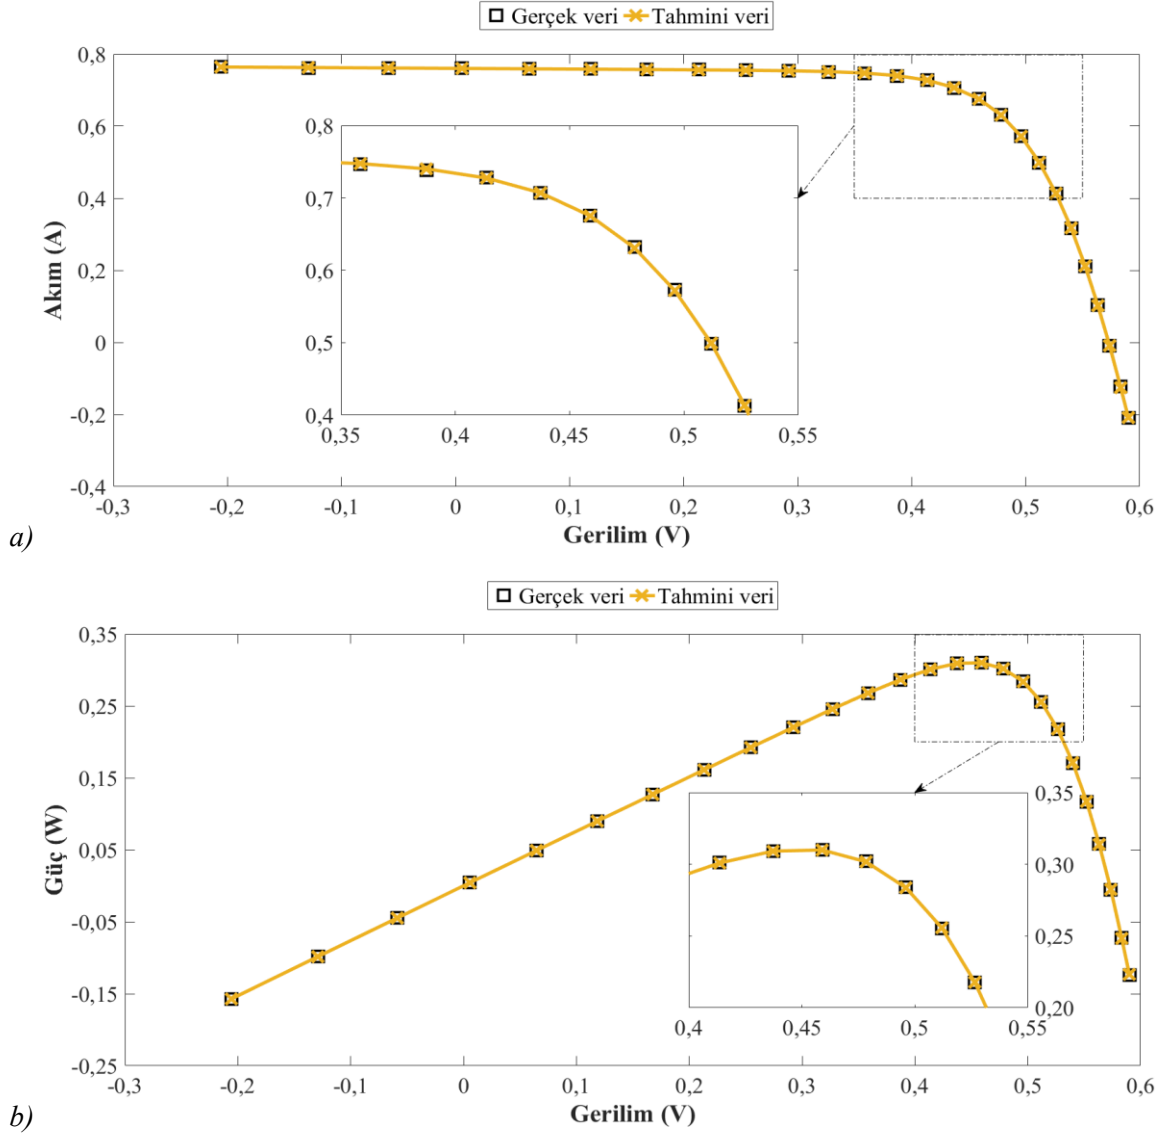 Gerçek veri Tahmini veri
0,8
0,6
0,4
0,2
0
-0,2
-0,4
Akım (A)
0,8
0,7
0,6
0,5
0,4
0,35 0,4 0,45 0,5 0,55
-0,3 -0,2 -0,1 0 0,1 0,2 0,3 0,4 0,5 0,6
Gerilim (V)
a)
Gerçek veri Tahmini veri
0,35
0,25
0,15
0,05
-0,05
-0,15
-0,25
Güç (W)
0,35
0,30
0,25
0,20
0,4 0,45 0,5 0,55
-0,3 -0,2 -0,1 0 0,1 0,2 0,3 0,4 0,5 0,6
Gerilim (V)
b)